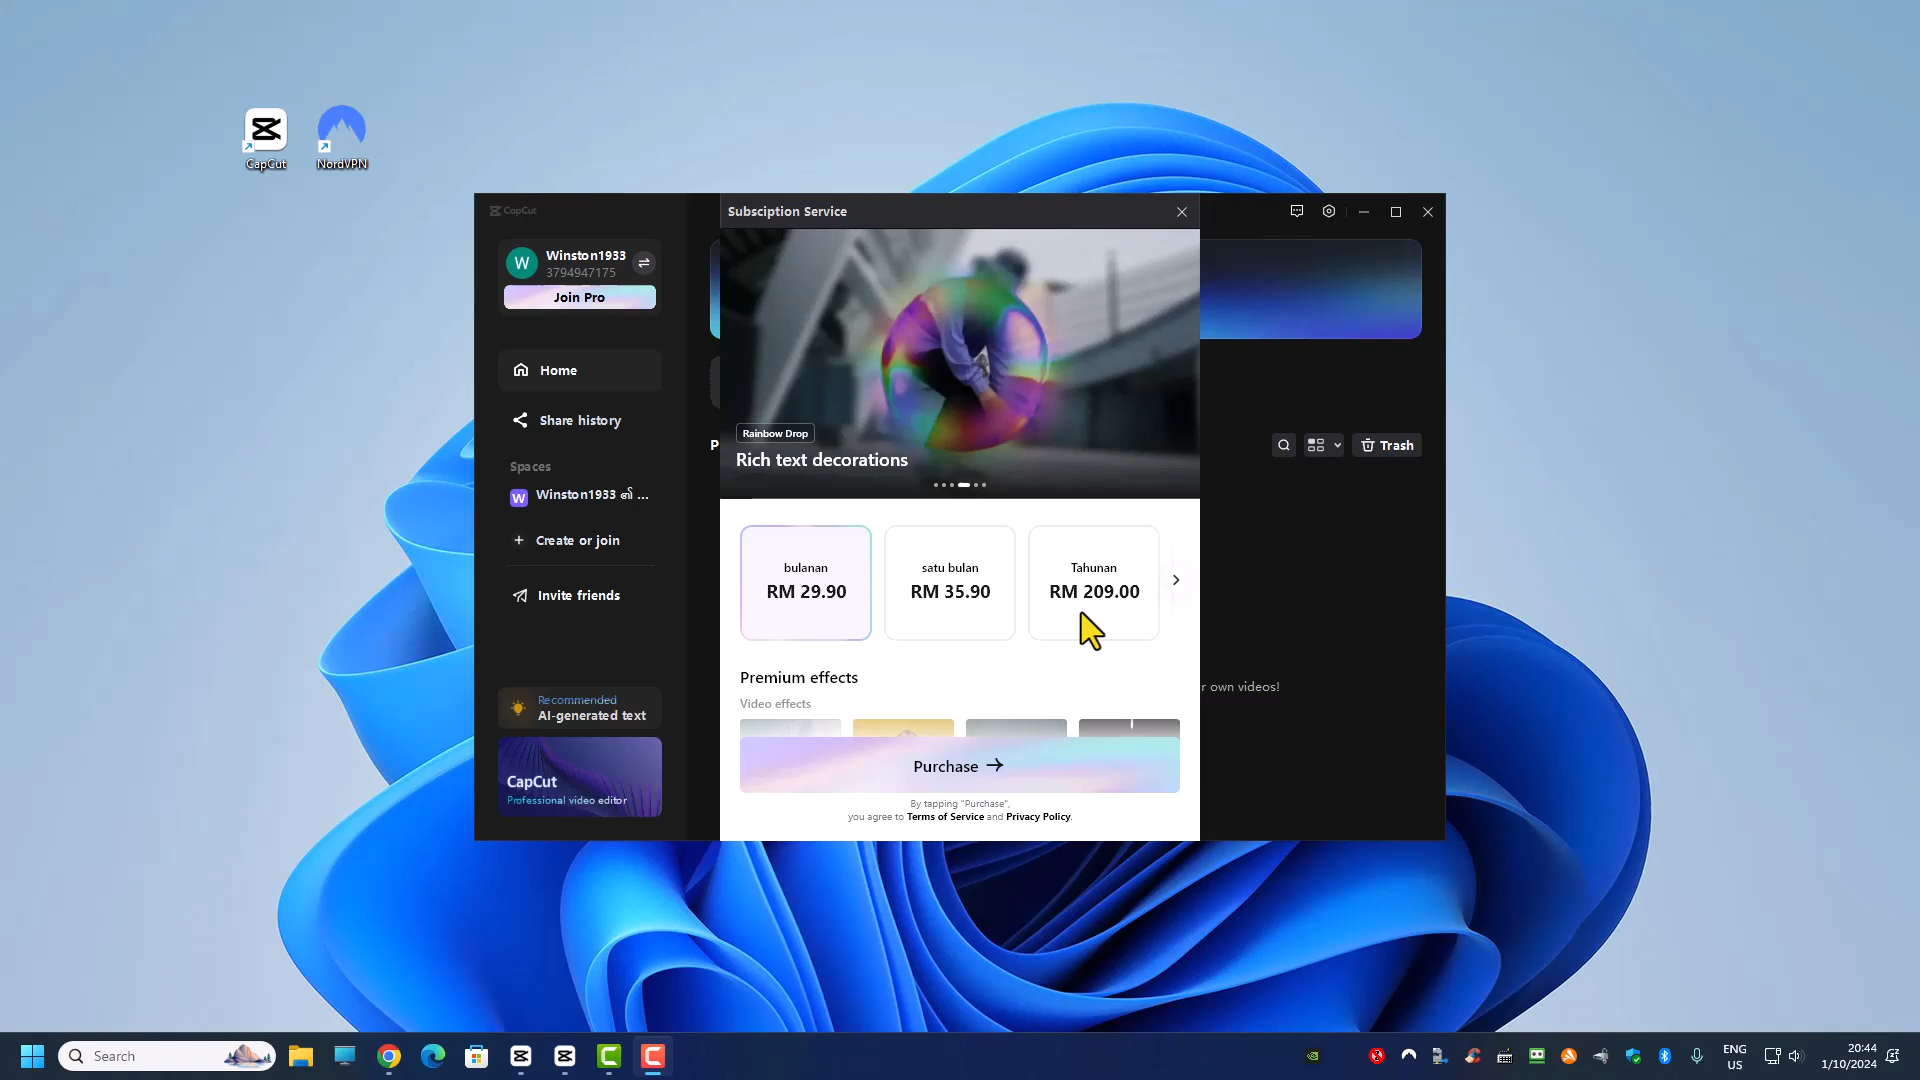 CapCut
NordVPN
CapCut
Subsciption Service
Winston1933
3794947175
W
Join Pro
Home
Share history
Spaces
W
Winston1933 ...
Create or join
Invite friends
Recommended
AI-generated text
CapCut
Professional video editor
P
Rainbow Drop
Rich text decorations
Trash
bulanan
RM 29.90
satu bulan
RM 35.90
Tahunan
RM 209.00
Premium effects
Video effects
r own videos!
Purchase
By tapping "Purchase",
you agree to Terms of Service and Privacy Policy.
Search
ENG
US
20:44
1/10/2024